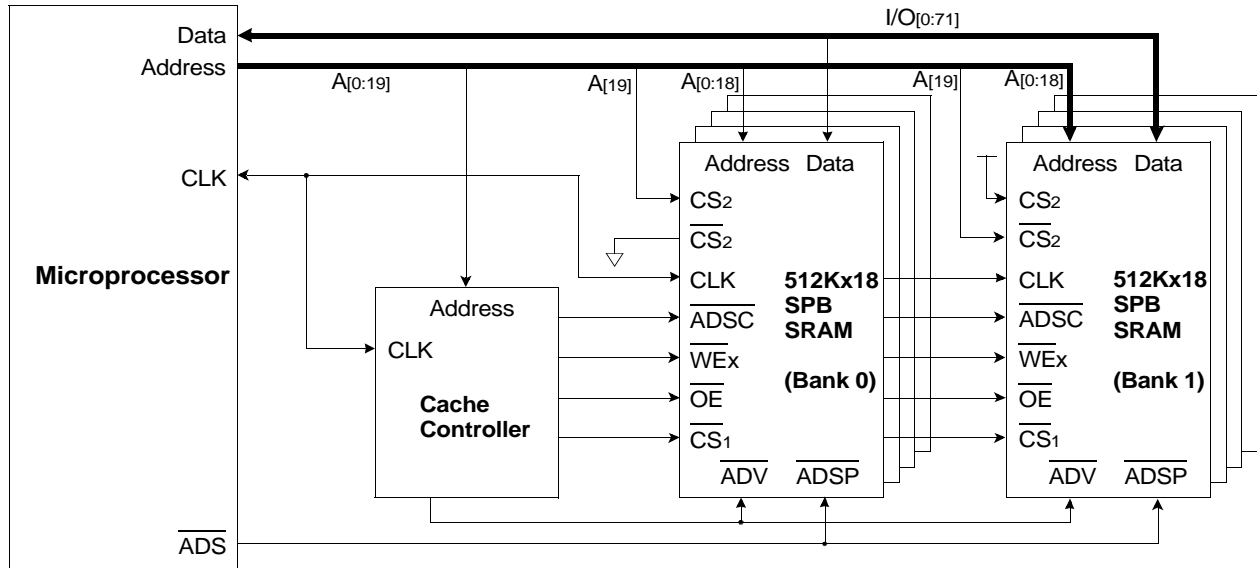 I/O[0:71]
Data
Address
A[0:19]
A[19]
A[0:18]
A[19]
A[0:18]
CLK
Microprocessor
ADS
Address
CLK
Cache
Controller
Address Data
CS2
CS2
CLK
ADSC
WEx
OE
CS1
ADV ADSP
512Kx18
SPB
SRAM
(Bank 0)
Address Data
CS2
CS2
CLK
ADSC
WEx
OE
CS1
ADV ADSP
512Kx18
SPB
SRAM
(Bank 1)